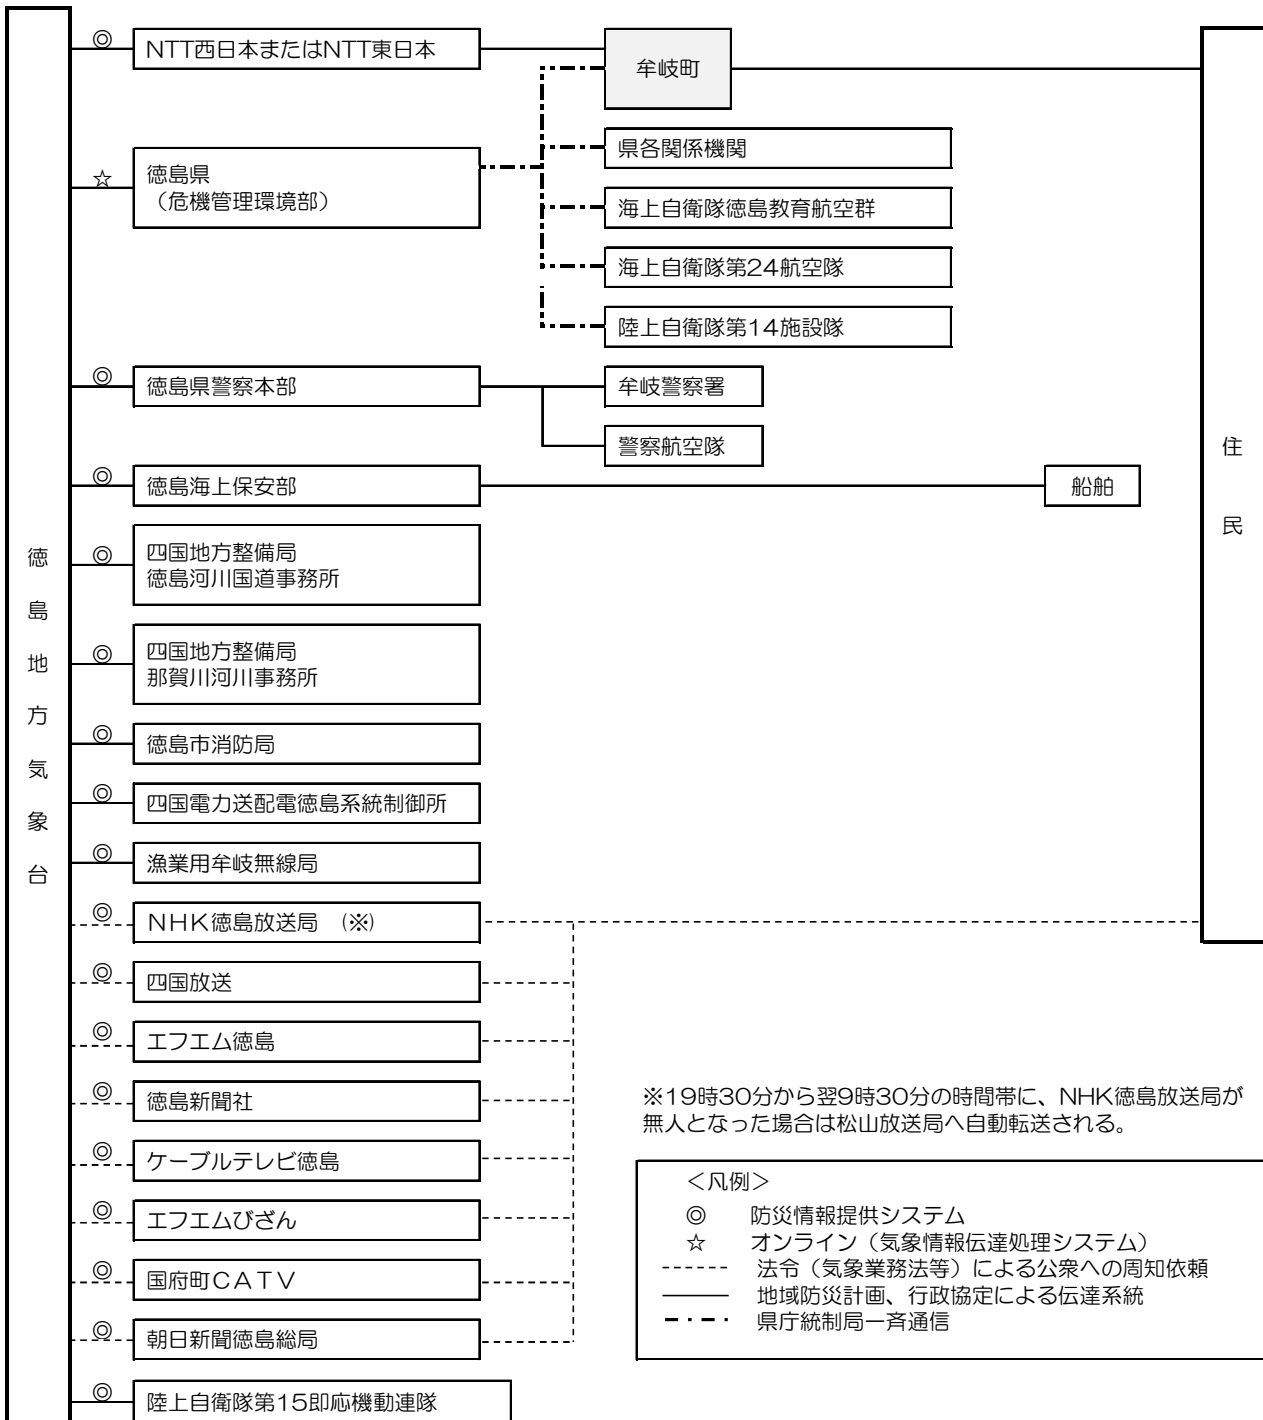 ◎
NTT西日本またはNTT東日本
牟岐町
☆
徳島県
（危機管理環境部）
県各関係機関
海上自衛隊徳島教育航空群
海上自衛隊第24航空隊
陸上自衛隊第14施設隊
◎
徳島県警察本部
牟岐警察署
警察航空隊
◎
徳島海上保安部
船舶
住民
徳島地方気象台
◎
四国地方整備局
徳島河川国道事務所
◎
四国地方整備局
那賀川河川事務所
◎
徳島市消防局
◎
四国電力送配電徳島系統制御所
◎
漁業用牟岐無線局
◎
NHK徳島放送局　(※)
◎
四国放送
◎
エフエム徳島
◎
徳島新聞社
◎
ケーブルテレビ徳島
◎
エフエムびざん
◎
国府町CATV
◎
朝日新聞徳島総局
◎
陸上自衛隊第15即応機動連隊
※19時30分から翌9時30分の時間帯に、NHK徳島放送局が
無人となった場合は松山放送局へ自動転送される。
＜凡例＞
◎　防災情報提供システム
☆　オンライン（気象情報伝達処理システム）
法令（気象業務法等）による公衆への周知依頼
地域防災計画、行政協定による伝達系統
県庁統制局一斉通信